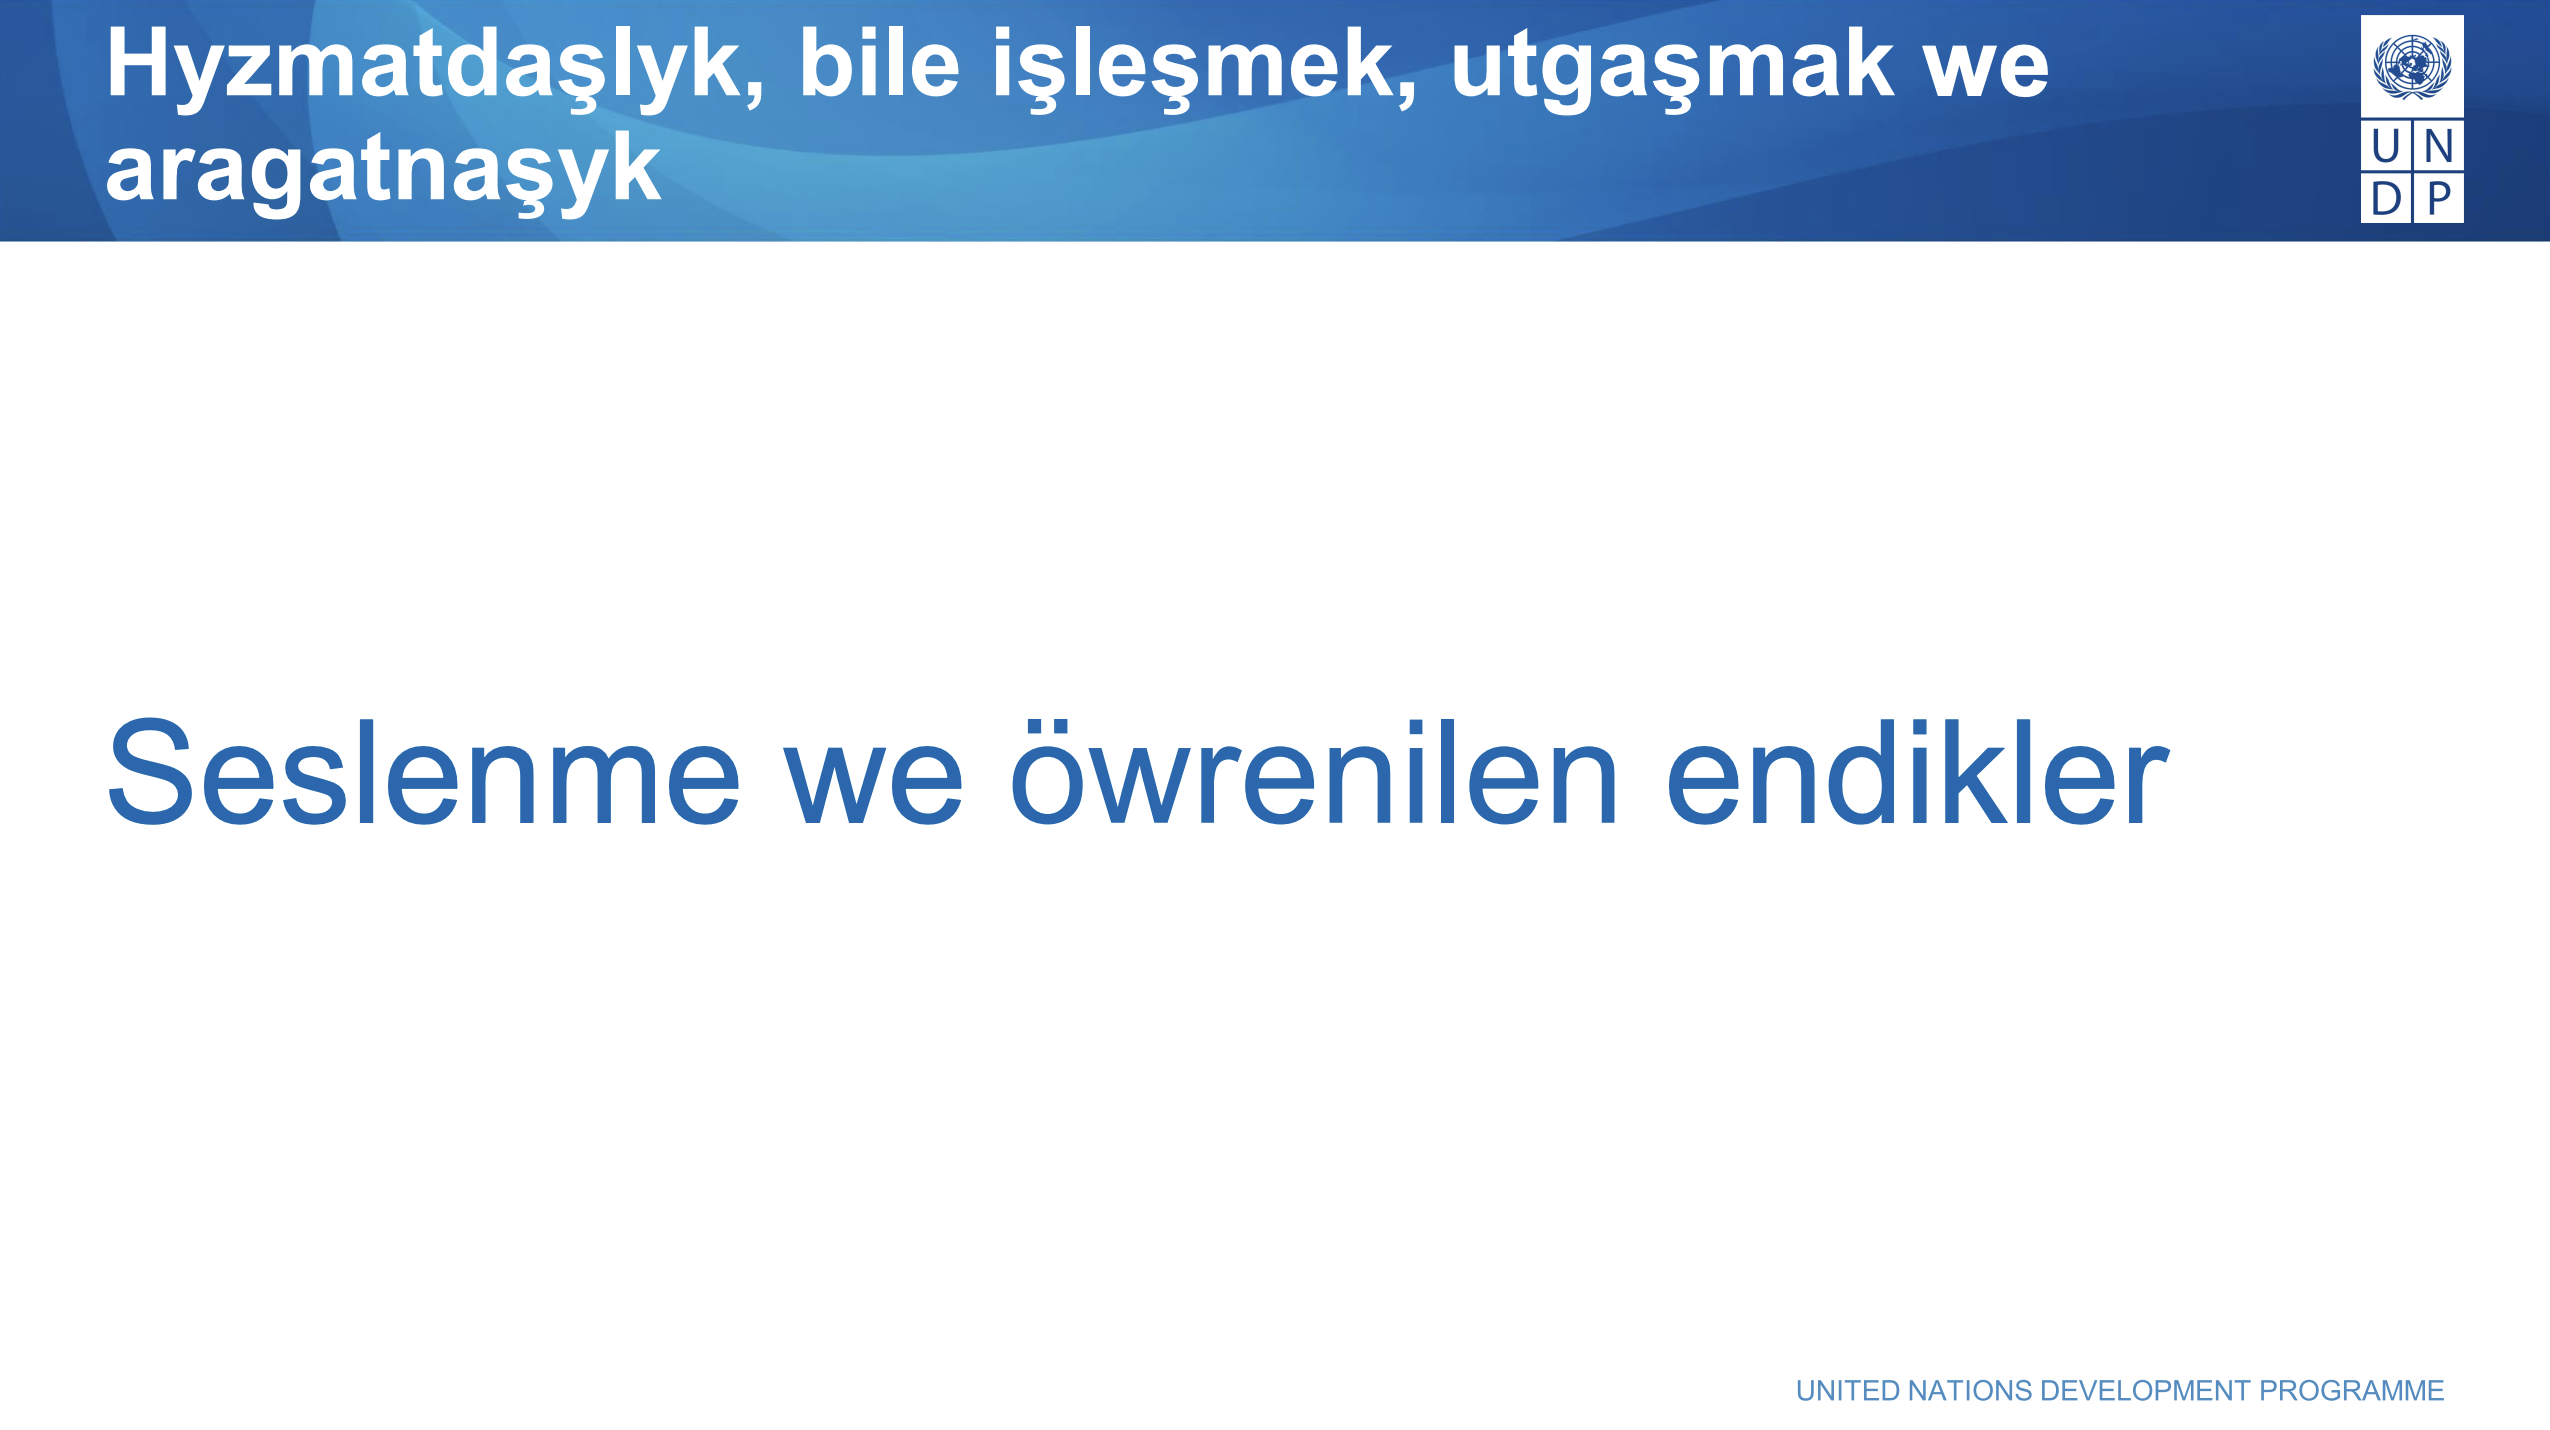 Hyzmatdaşlyk, bile işleşmek, utgaşmak we
aragatnaşyk
U N
D P
Seslenme we öwrenilen endikler
UNITED NATIONS DEVELOPMENT PROGRAMME